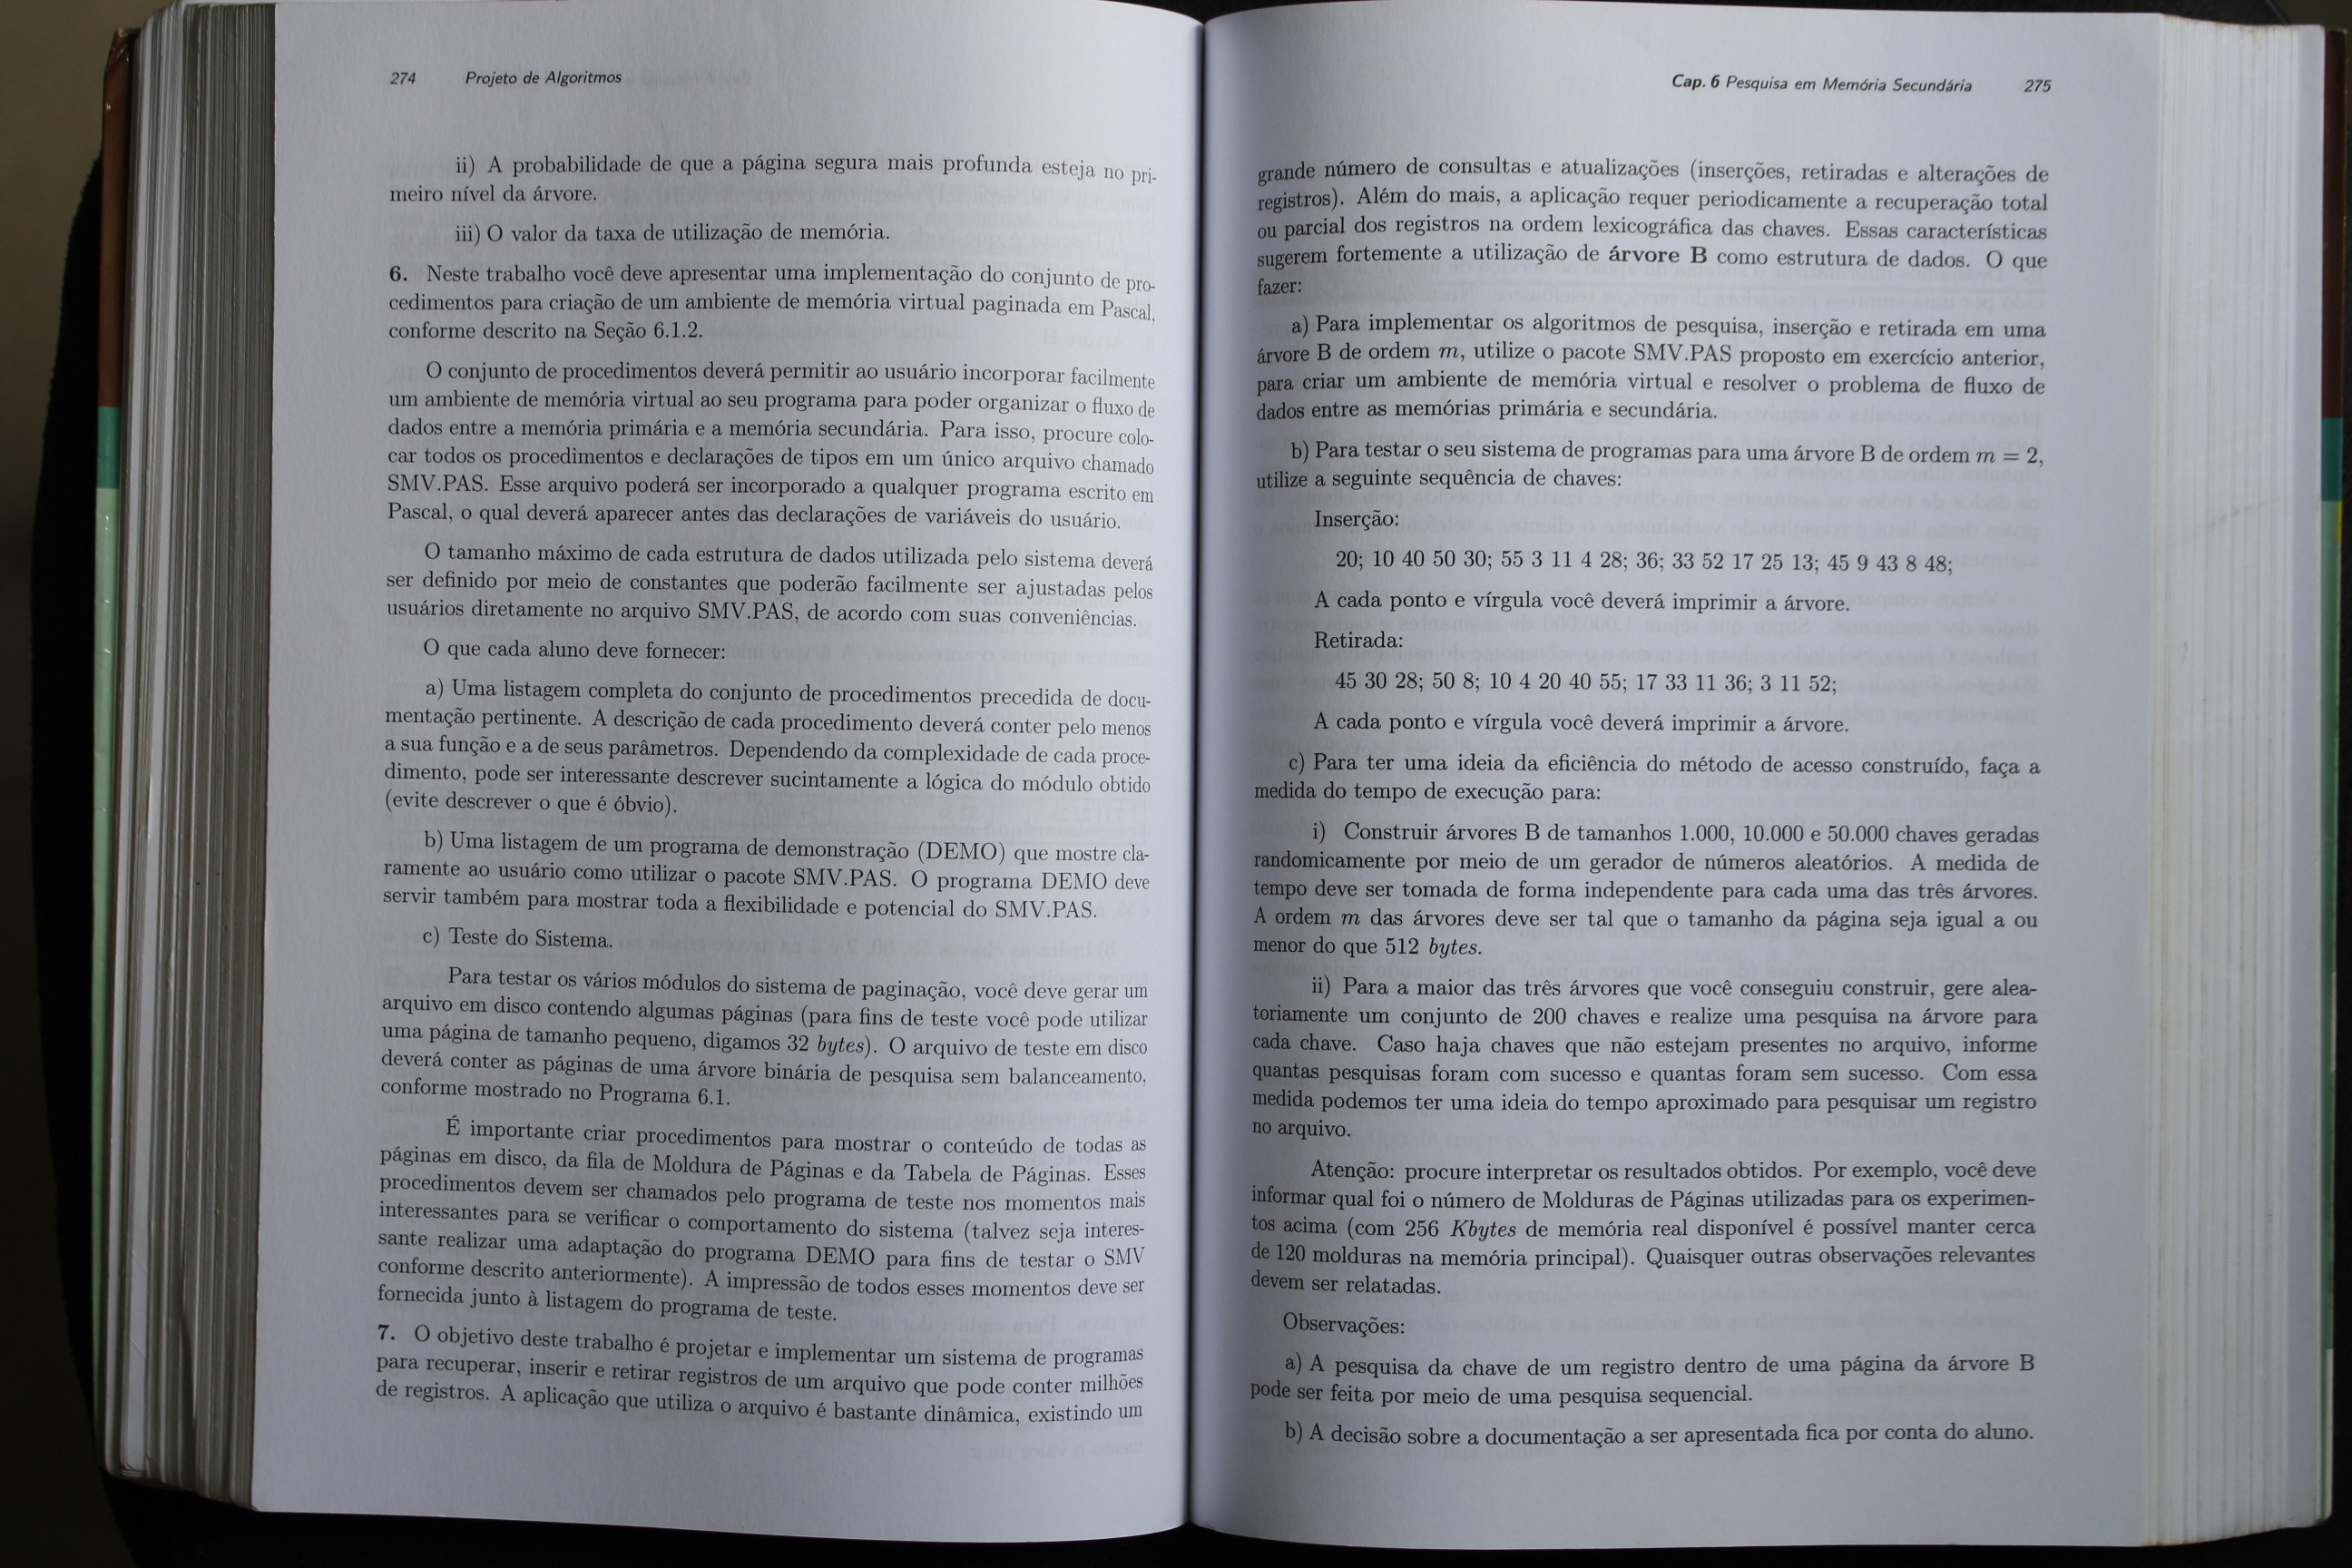 274 Projeto de Algoritmos
ii) A probabilidade de que a página segura mais profunda esteja no pri-
meiro nível da árvore.
iii) O valor da taxa de utilização de memória.
6. Neste trabalho você deve apresentar uma implementação do conjunto de pro-
cedimentos para criação de um ambiente de memória virtual paginada em Pascal,
conforme descrito na Seção 6.1.2.
O conjunto de procedimentos deverá permitir ao usuário incorporar facilmente
um ambiente de memória virtual ao seu programa para poder organizar o fluxo de
dados entre a memória primária e a memória secundária. Para isso, procure colo-
car todos os procedimentos e declarações de tipos em um único arquivo chamado
SMV.PAS. Esse arquivo poderá ser incorporado a qualquer programa escrito em
Pascal, o qual deverá aparecer antes das declarações de variáveis do usuário.
O tamanho máximo de cada estrutura de dados utilizada pelo sistema deverá
ser definido por meio de constantes que poderão facilmente ser ajustadas pelos
usuários diretamente no arquivo SMV.PAS, de acordo com suas conveniências.
O que cada aluno deve fornecer:
a) Uma listagem completa do conjunto de procedimentos precedida de docu-
mentação pertinente. A descrição de cada procedimento deverá conter pelo menos
a sua função e a de seus parâmetros. Dependendo da complexidade de cada proce-
dimento, pode ser interessante descrever sucintamente a lógica do módulo obtido
(evite descrever o que é óbvio).
b) Uma listagem de um programa de demonstração (DEMO) que mostre cla-
ramente ao usuário como utilizar o pacote SMV.PAS. O programa DEMO deve
servir também para mostrar toda a flexibilidade e potencial do SMV.PAS.
c) Teste do Sistema.
Para testar os vários módulos do sistema de paginação, você deve gerar um
arquivo em disco contendo algumas páginas (para fins de teste você pode utilizar
uma página de tamanho pequeno, digamos 32 bytes). O arquivo de teste em disco
deverá conter as páginas de uma árvore binária de pesquisa sem balanceamento,
conforme mostrado no Programa 6.1.
É importante criar procedimentos para mostrar o conteúdo de todas as
páginas em disco, da fila de Moldura de Páginas e da Tabela de Páginas. Esses
procedimentos devem ser chamados pelo programa de teste nos momentos mais
interessantes para se verificar o comportamento do sistema (talvez seja interes-
sante realizar uma adaptação do programa DEMO para fins de testar o SMV
conforme descrito anteriormente). A impressão de todos esses momentos deve ser
fornecida junto à listagem do programa de teste.
7. O objetivo deste trabalho é projetar e implementar um sistema de programas
para recuperar, inserir e retirar registros de um arquivo que pode conter milhões
de registros. A aplicação que utiliza o arquivo é bastante dinâmica, existindo um
Cap. 6 Pesquisa em Memória Secundária 275
grande número de consultas e atualizações (inserções, retiradas e alterações de
registros). Além do mais, a aplicação requer periodicamente a recuperação total
ou parcial dos registros na ordem lexicográfica das chaves. Essas características
sugerem fortemente a utilização de árvore B como estrutura de dados. O que
fazer:
a) Para implementar os algoritmos de pesquisa, inserção e retirada em uma
árvore B de ordem m, utilize o pacote SMV.PAS proposto em exercício anterior,
para criar um ambiente de memória virtual e resolver o problema de fluxo de
dados entre as memórias primária e secundária.
b) Para testar o seu sistema de programas para uma árvore B de ordem m = 2,
utilize a seguinte sequência de chaves:
Inserção:
20; 10 40 50 30; 55 3 11 4 28; 36; 33 52 17 25 13; 45 9 43 8 48;
A cada ponto e vírgula você deverá imprimir a árvore.
Retirada:
45 30 28; 50 8; 10 4 20 40 55; 17 33 11 36; 3 11 52;
A cada ponto e vírgula você deverá imprimir a árvore.
c) Para ter uma ideia da eficiência do método de acesso construído, faça a
medida do tempo de execução para:
i) Construir árvores B de tamanhos 1.000, 10.000 e 50.000 chaves geradas
randomicamente por meio de um gerador de números aleatórios. A medida de
tempo deve ser tomada de forma independente para cada uma das três árvores.
A ordem m das árvores deve ser tal que o tamanho da página seja igual a ou
menor do que 512 bytes.
ii) Para a maior das três árvores que você conseguiu construir, gere alea-
toriamente um conjunto de 200 chaves e realize uma pesquisa na árvore para
cada chave. Caso haja chaves que não estejam presentes no arquivo, informe
quantas pesquisas foram com sucesso e quantas foram sem sucesso. Com essa
medida podemos ter uma ideia do tempo aproximado para pesquisar um registro
no arquivo.
Atenção: procure interpretar os resultados obtidos. Por exemplo, você deve
informar qual foi o número de Molduras de Páginas utilizadas para os experimen-
tos acima (com 256 Kbytes de memória real disponível é possível manter cerca
de 120 molduras na memória principal). Quaisquer outras observações relevantes
devem ser relatadas.
Observações:
a) A pesquisa da chave de um registro dentro de uma página da árvore B
pode ser feita por meio de uma pesquisa sequencial.
b) A decisão sobre a documentação a ser apresentada fica por conta do aluno.